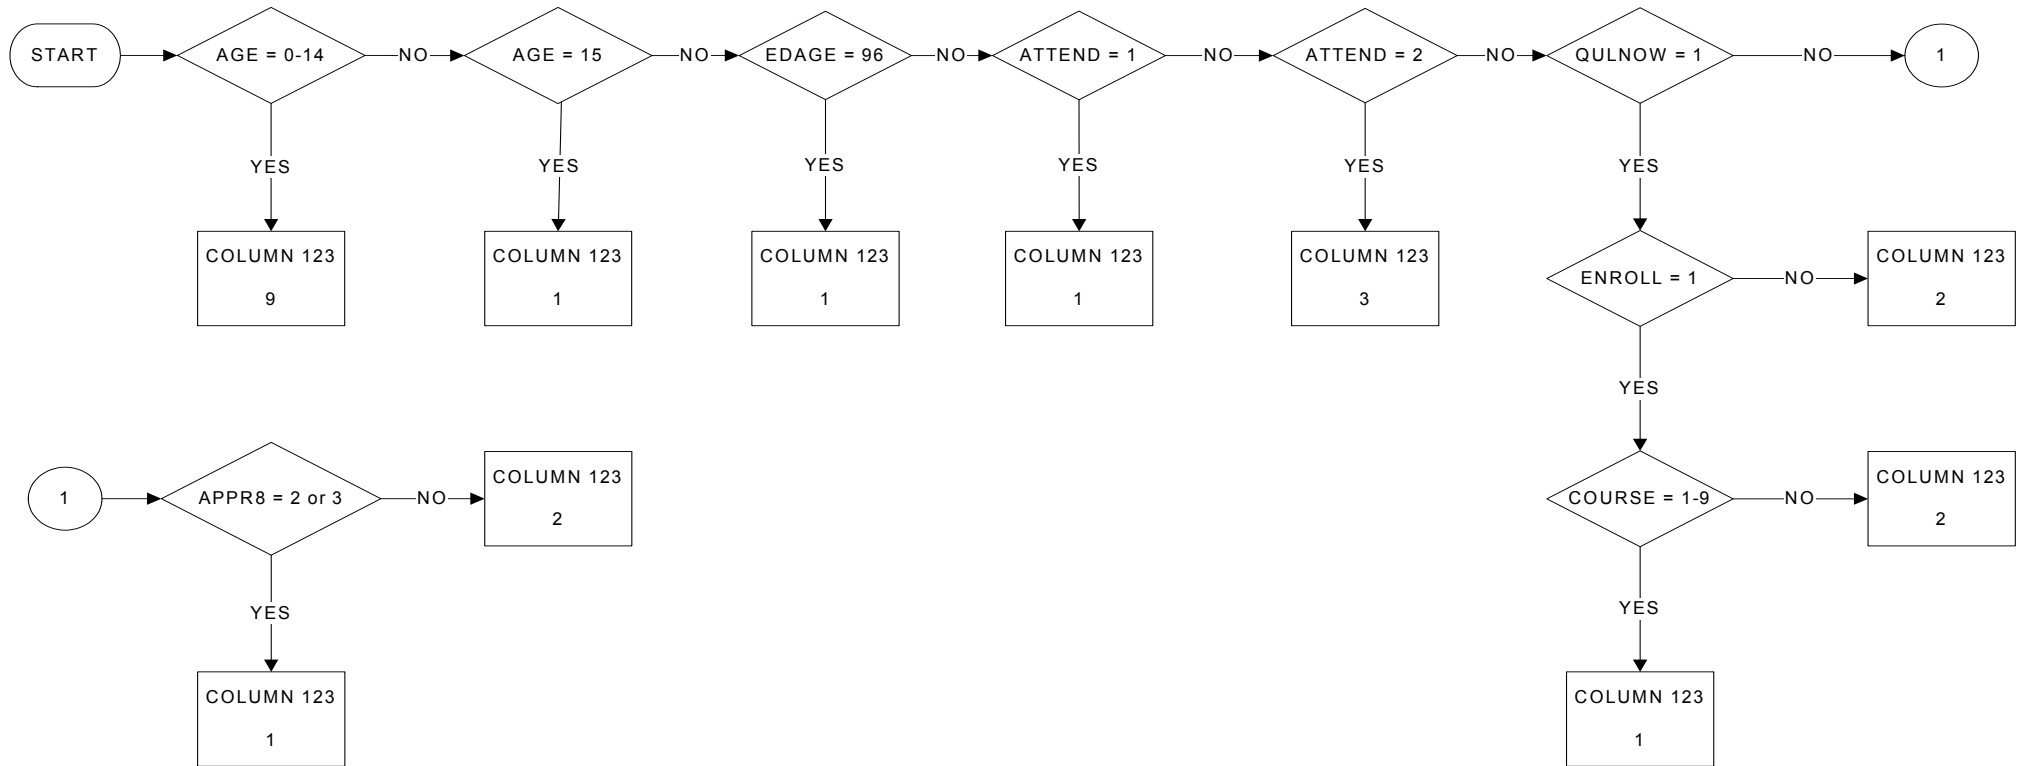 START
AGE = 0-14
NO
AGE = 15
NO
EDAGE = 96
NO
ATTEND = 1
NO
ATTEND = 2
NO
QULNOW = 1
NO
1
YES
YES
YES
YES
YES
YES
COLUMN 123
9
COLUMN 123
1
COLUMN 123
1
COLUMN 123
1
COLUMN 123
3
ENROLL = 1
NO
COLUMN 123
2
YES
1
APPR8 = 2 or 3
NO
COLUMN 123
2
COURSE = 1-9
NO
COLUMN 123
2
YES
YES
COLUMN 123
1
COLUMN 123
1